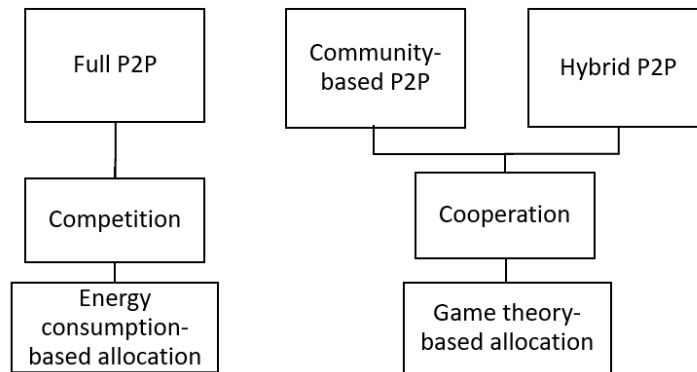 Full P2P
Community-
based P2P
Hybrid P2P
Competition
Cooperation
Energy
consumption-
based allocation
Game theory-
based allocation